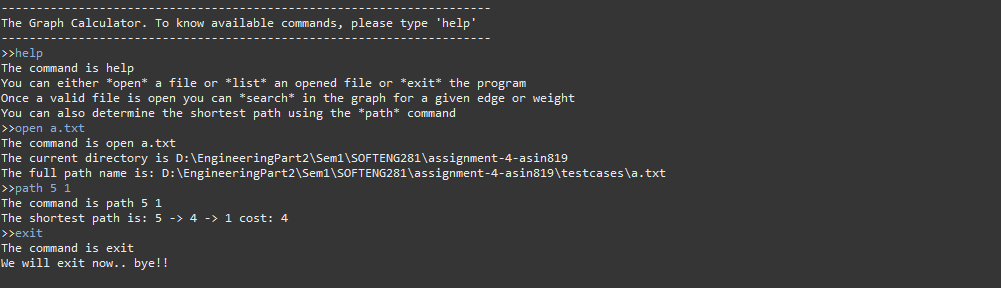 ---------------------------------------------------------------------
The Graph Calculator. To know available commands, please type 'help'
---------------------------------------------------------------------
>>help
The command is help
You can either *open* a file or *list* an opened file or *exit* the program
Once a valid file is open you can *search* in the graph for a given edge or weight
You can also determine the shortest path using the *path* command
>>open a.txt
The command is open a.txt
The current directory is D:\EngineeringPart2\Sem1\SOFTENG281\assignment-4-asin819
The full path name is: D:\EngineeringPart2\Sem1\SOFTENG281\assignment-4-asin819\testcases\a.txt
>>path 5 1
The command is path 5 1
The shortest path is: 5 -> 4 -> 1 cost: 4
>>exit
The command is exit
We will exit now.. bye!!